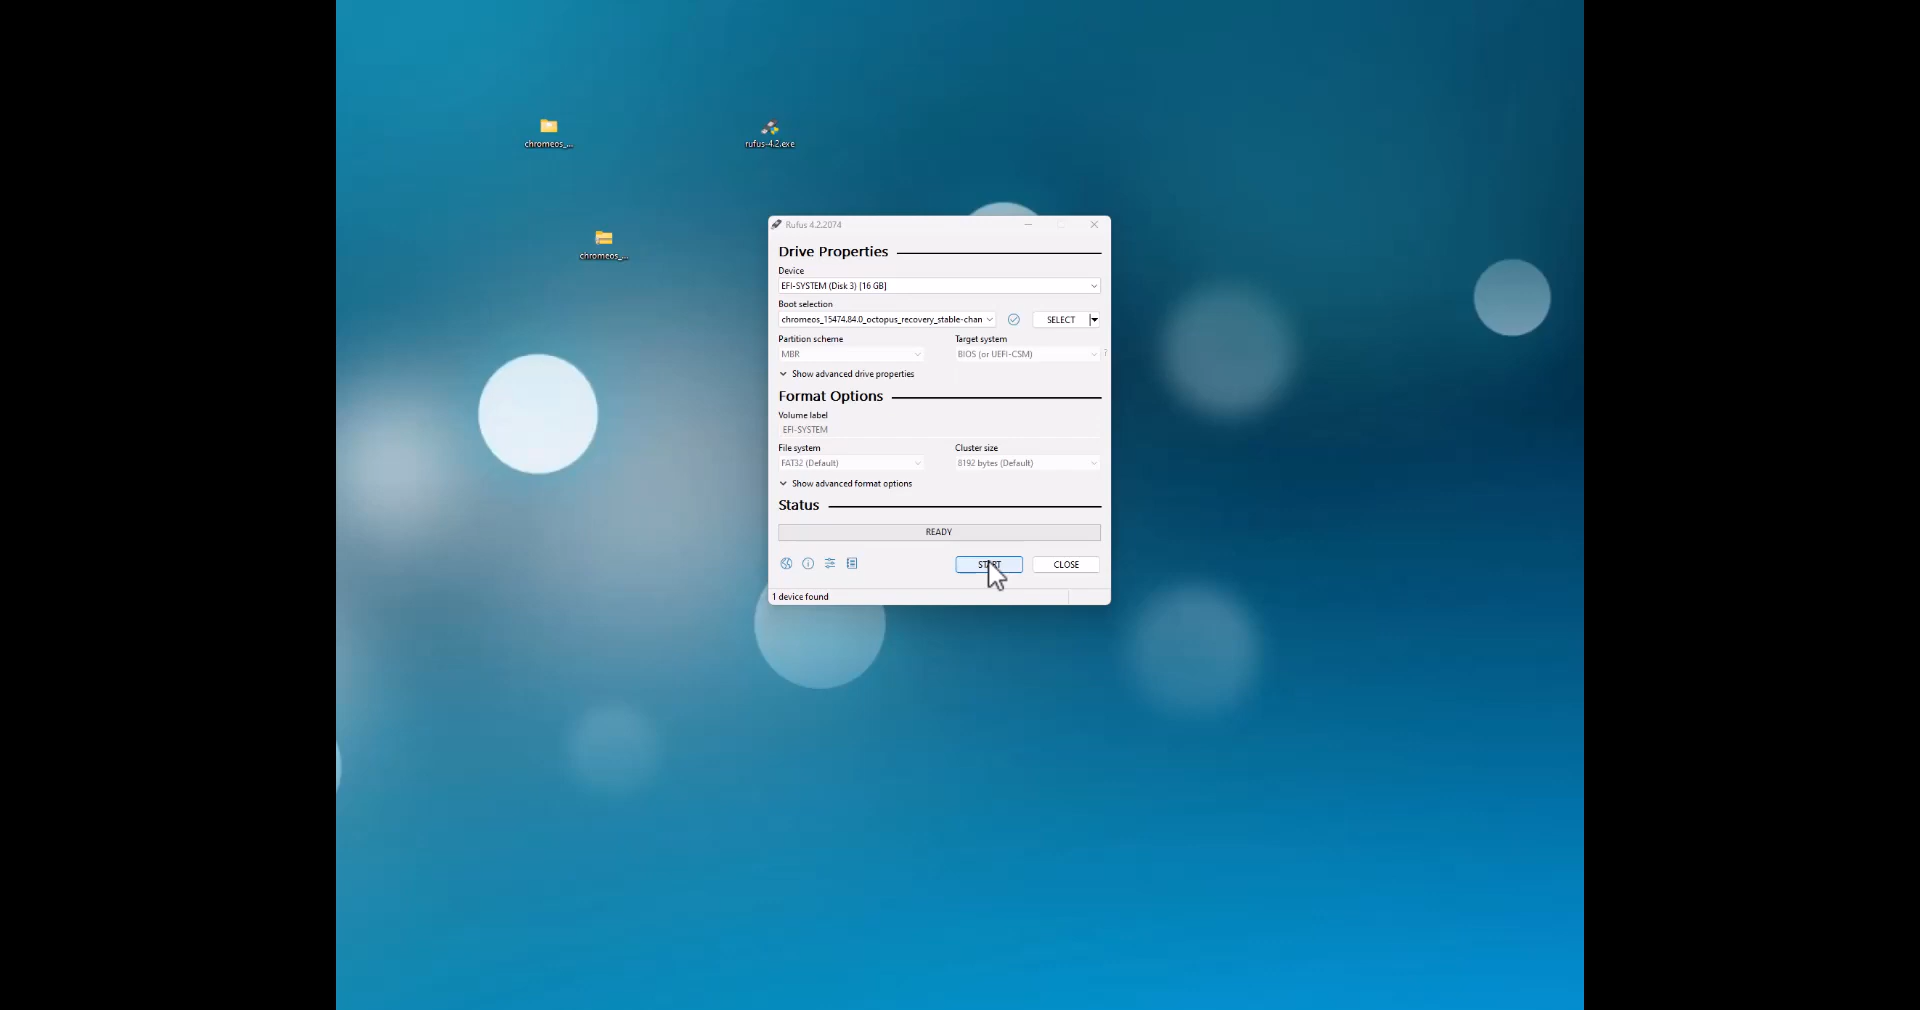 chromeos_...
rufus-4.2.exe
chromeos_...
Rufus 4.2.2074
Drive Properties
Device
EFI-SYSTEM (Disk 3) [16 GB]
Boot selection
chromeos_15474.84.0_octopus_recovery_stable-chan
SELECT
Partition scheme
Target system
MBR
BIOS (or UEFI-CSM)
?
Show advanced drive properties
Format Options
Volume label
EFI-SYSTEM
File system
Cluster size
FAT32 (Default)
8192 bytes (Default)
Show advanced format options
Status
READY
START
CLOSE
1 device found